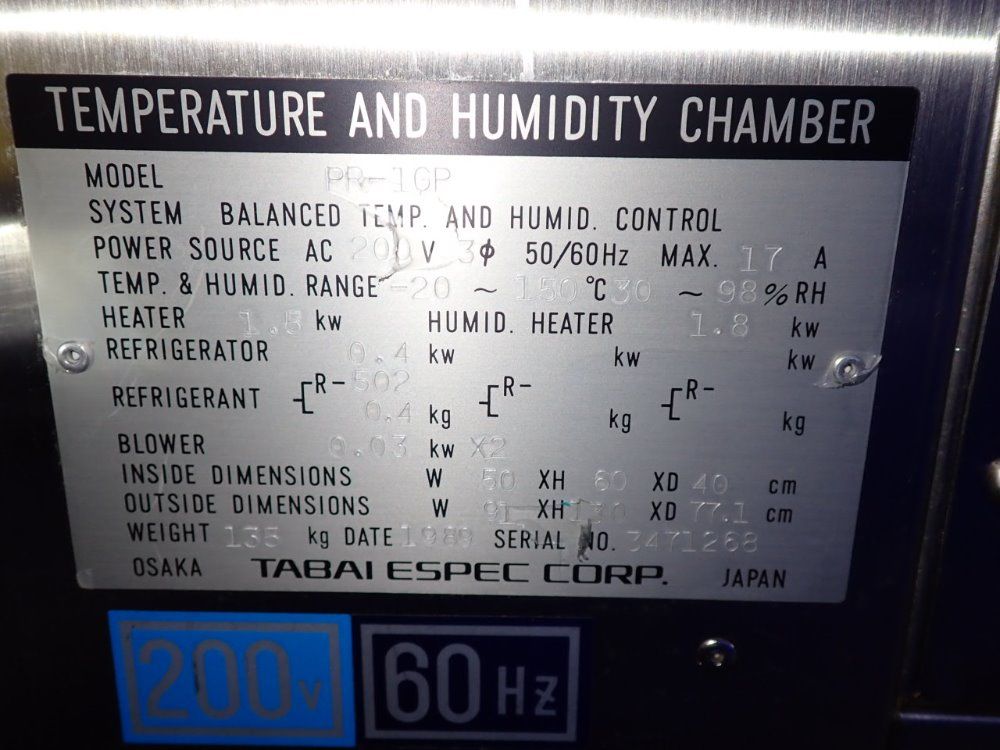 TEMPERATURE AND HUMIDITY CHAMBER
MODEL PR-1GP
SYSTEM BALANCED TEMP. AND HUMID. CONTROL
POWER SOURCE AC 200 V 3φ 50/60Hz MAX. 17 A
TEMP. & HUMID. RANGE -20 ~ 150 °C 30 ~ 98 % RH
HEATER 1.5 kw HUMID. HEATER 1.8 kw
REFRIGERATOR 0.4 kw kw kw
REFRIGERANT R-502 R- R-
0.4 kg kg kg
BLOWER 0.03 kw X2
INSIDE DIMENSIONS W 50 XH 60 XD 40 cm
OUTSIDE DIMENSIONS W 91 XH 130 XD 77.1 cm
WEIGHT 135 kg DATE 1989 SERIAL NO. 3471268
OSAKA TABAI ESPEC CORP. JAPAN
200V 60Hz